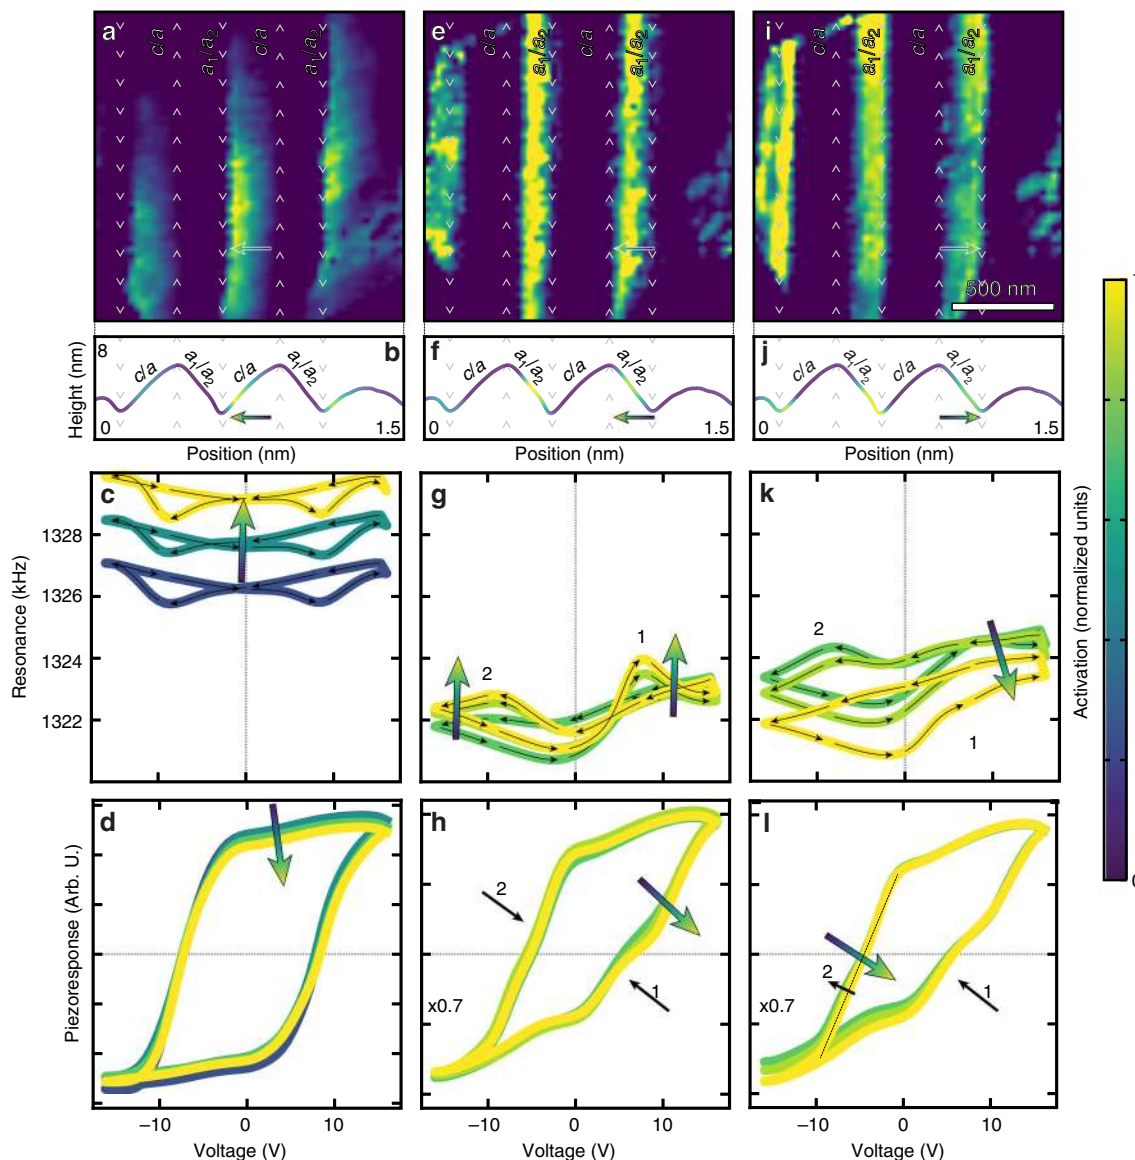 a c/a a1/a2 c/a a1/a2
e c/a a1/a2 c/a a1/a2
i c/a a1/a2 c/a a1/a2
500 nm
Height (nm)
8 c/a a1/a2 c/a a1/a2 b
0 1.5
f c/a a1/a2 c/a a1/a2
0 1.5
j c/a a1/a2 c/a a1/a2
0 1.5
Position (nm) Position (nm) Position (nm)
Resonance (kHz)
1328
1326
1324
1322
c
g 1 2
k 2 1
Piezoresponse (Arb. U.)
d
h 2 1
x0.7
l 2 1
x0.7
−10 0 10 −10 0 10 −10 0 10
Voltage (V) Voltage (V) Voltage (V)
Activation (normalized units)
0